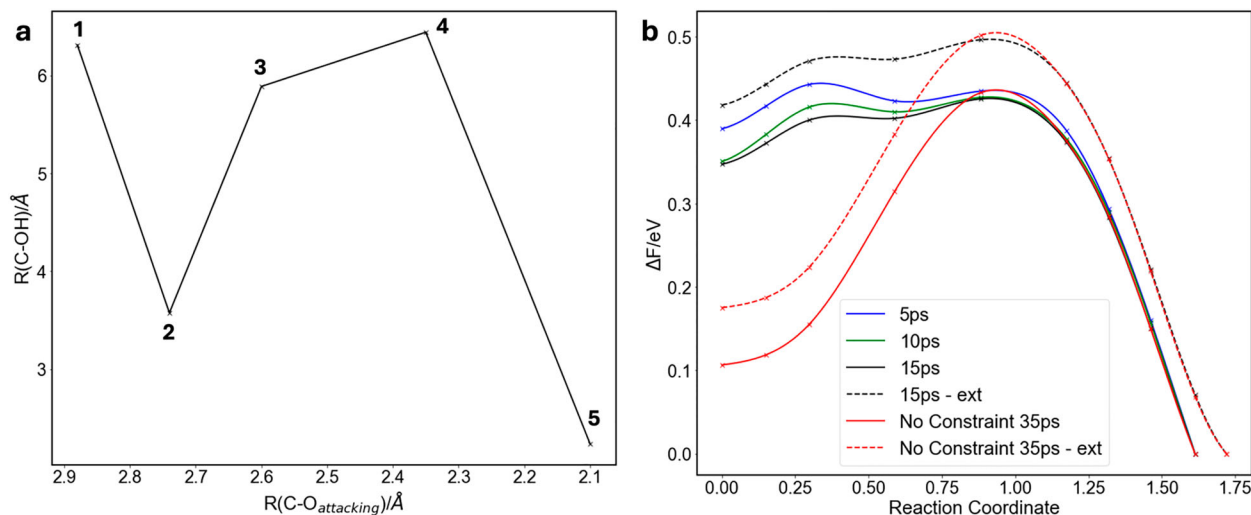 a
1
2
3
4
5
6
5
4
3
R(C-OH)/Å
2.9
2.8
2.7
2.6
2.5
2.4
2.3
2.2
2.1
R(C-Oattacking)/Å
b
0.5
0.4
0.3
0.2
0.1
0.0
ΔF/eV
5ps
10ps
15ps
15ps - ext
No Constraint 35ps
No Constraint 35ps - ext
0.00
0.25
0.50
0.75
1.00
1.25
1.50
1.75
Reaction Coordinate